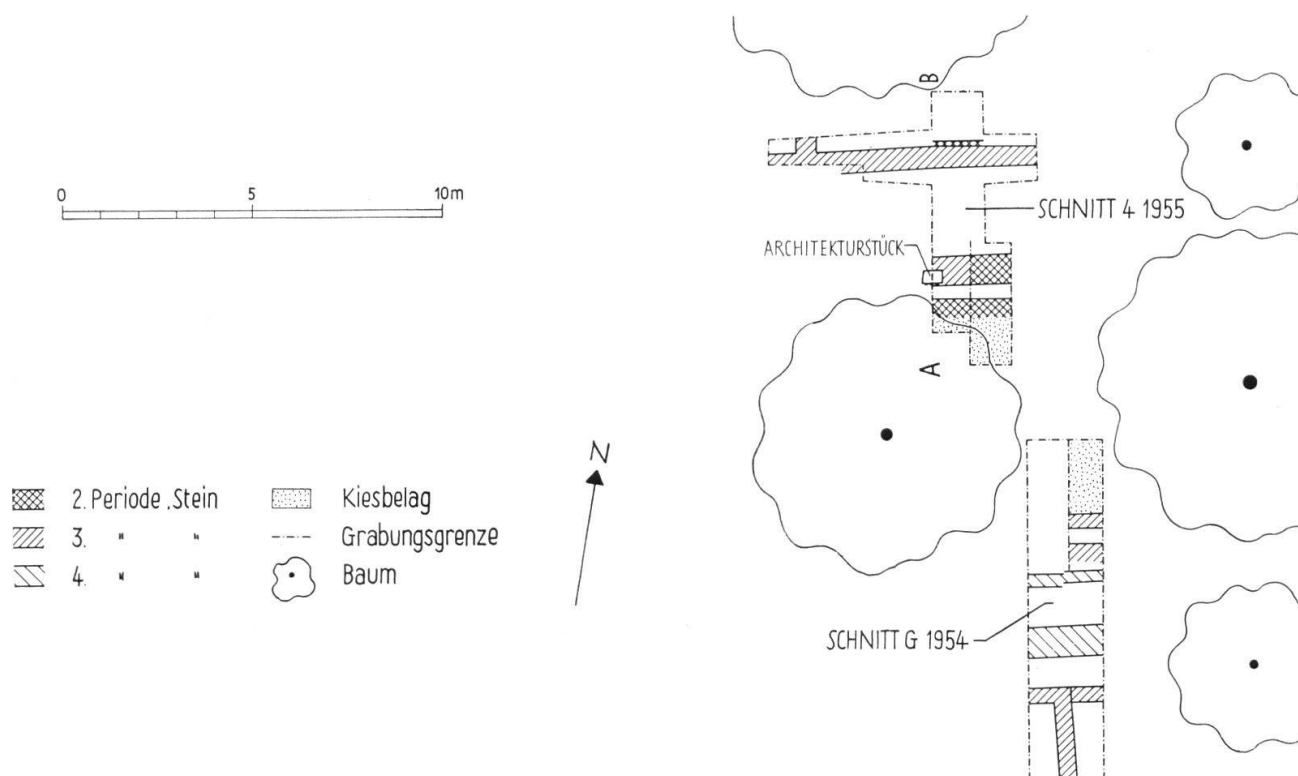 B
0 5 10m
SCHNITT 4 1955
ARCHITEKTURSTÜCK
A
N
2. Periode, Stein
3. " "
4. " "
Kiesbelag
Grabungsgrenze
Baum
SCHNITT G 1954